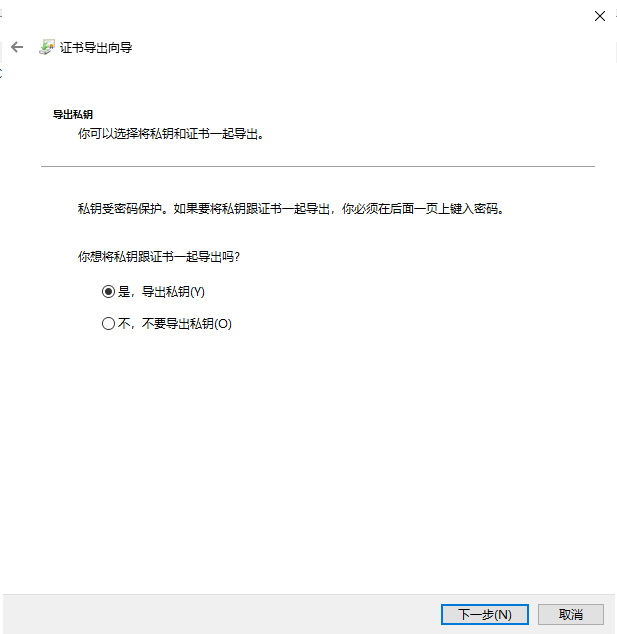 证书导出向导
导出私钥
你可以选择将私钥和证书一起导出。
私钥受密码保护。如果要将私钥跟证书一起导出，你必须在后面一页上键入密码。
你想将私钥跟证书一起导出吗?
是，导出私钥(Y)
不，不要导出私钥(O)
下一步(N)
取消